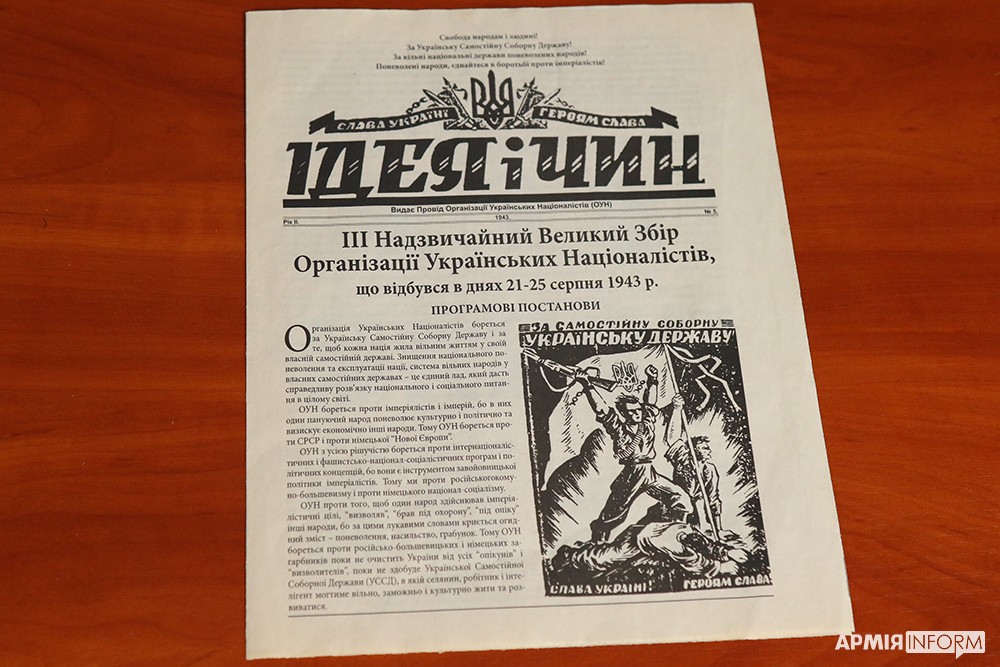 Свобода народам і людині!
За Українську Самостійну Соборну Державу!
За вільні національні держави поневолених народів!
Поневолені народи, єднайтеся в боротьбі проти імперіялістів!
СЛАВА УКРАЇНІ ГЕРОЯМ СЛАВА
ІДЕЯ і ЧИН
Видає Провід Організації Українських Націоналістів (ОУН)
Рік II. 1943. № 5.
III Надзвичайний Великий Збір
Організації Українських Націоналістів,
що відбувся в днях 21-25 серпня 1943 р.
ПРОГРАМОВІ ПОСТАНОВИ
Організація Українських Націоналістів бореться
за Українську Самостійну Соборну Державу і за
те, щоб кожна нація жила вільним життям у своїй
власній самостійній державі. Знищення національного по-
неволення та експлуатації нації, система вільних народів у
власних самостійних державах – це єдиний лад, який дасть
справедливу розв'язку національного і соціального питан-
ня в цілому світі.
ОУН бореться проти імперіялістів і імперій, бо в них
один пануючий народ поневолює культурно і політично та
визискує економічно інші народи. Тому ОУН бореться про-
ти СРСР і проти німецької "Нової Європи".
ОУН з усією рішучістю бореться проти інтернаціоналіс-
тичних і фашистсько-націонал-соціалістичних програм і по-
літичних концепцій, бо вони є інструментом завойовницької
політики імперіялістів. Тому ми проти російськогокому-
но-большевизму і проти німецького націонал-соціялізму.
ОУН проти того, щоб один народ здійснював імперія-
лістичні цілі, "визволяв", "брав під охорону", "під опіку"
інші народи, бо за цими лукавими словами криється огид-
ний зміст – поневолення, насильство, грабунок. Тому ОУН
бореться проти російсько-большевицьких і німецьких за-
гарбників поки не очистить України від усіх "опікунів" і
"визволителів", поки не здобуде Української Самостійної
Соборної Держави (УССД), в якій селянин, робітник і інте-
лігент могтиме вільно, заможньо і культурно жити та роз-
виватися.
ЗА САМОСТІЙНУ СОБОРНУ
УКРАЇНСЬКУ ДЕРЖАВУ
СЛАВА УКРАЇНІ! ГЕРОЯМ СЛАВА
АРМІЯINFORM